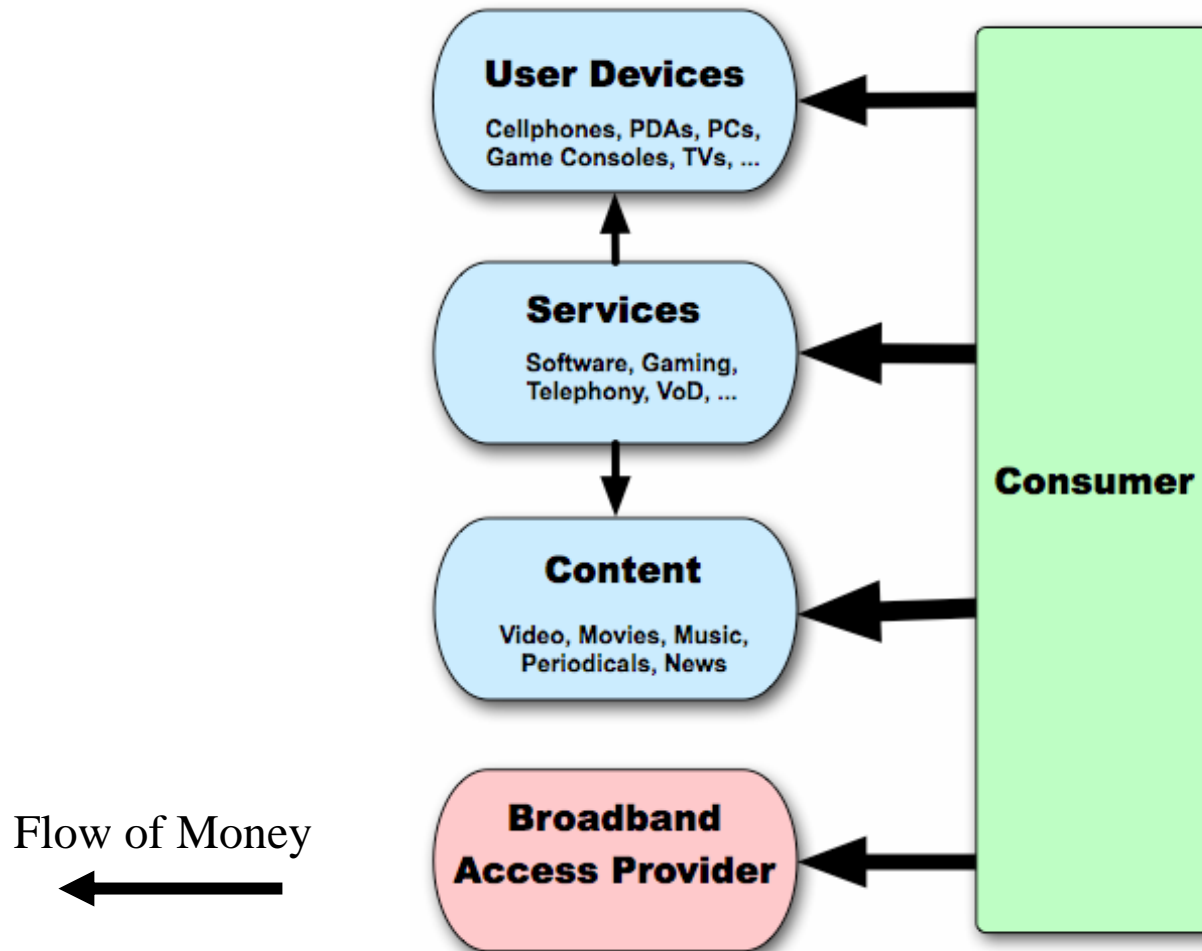 User Devices
Cellphones, PDAs, PCs,
Game Consoles, TVs, ...
Services
Software, Gaming,
Telephony, VoD, ...
Consumer
Content
Video, Movies, Music,
Periodicals, News
Broadband
Access Provider
Flow of Money